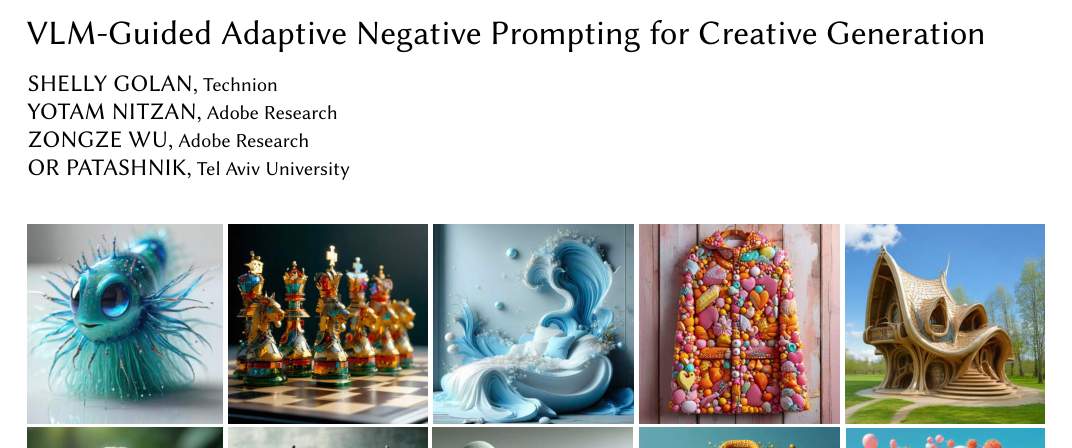 VLM-Guided Adaptive Negative Prompting for Creative Generation
SHELLY GOLAN, Technion
YOTAM NITZAN, Adobe Research
ZONGZE WU, Adobe Research
OR PATASHNIK, Tel Aviv University